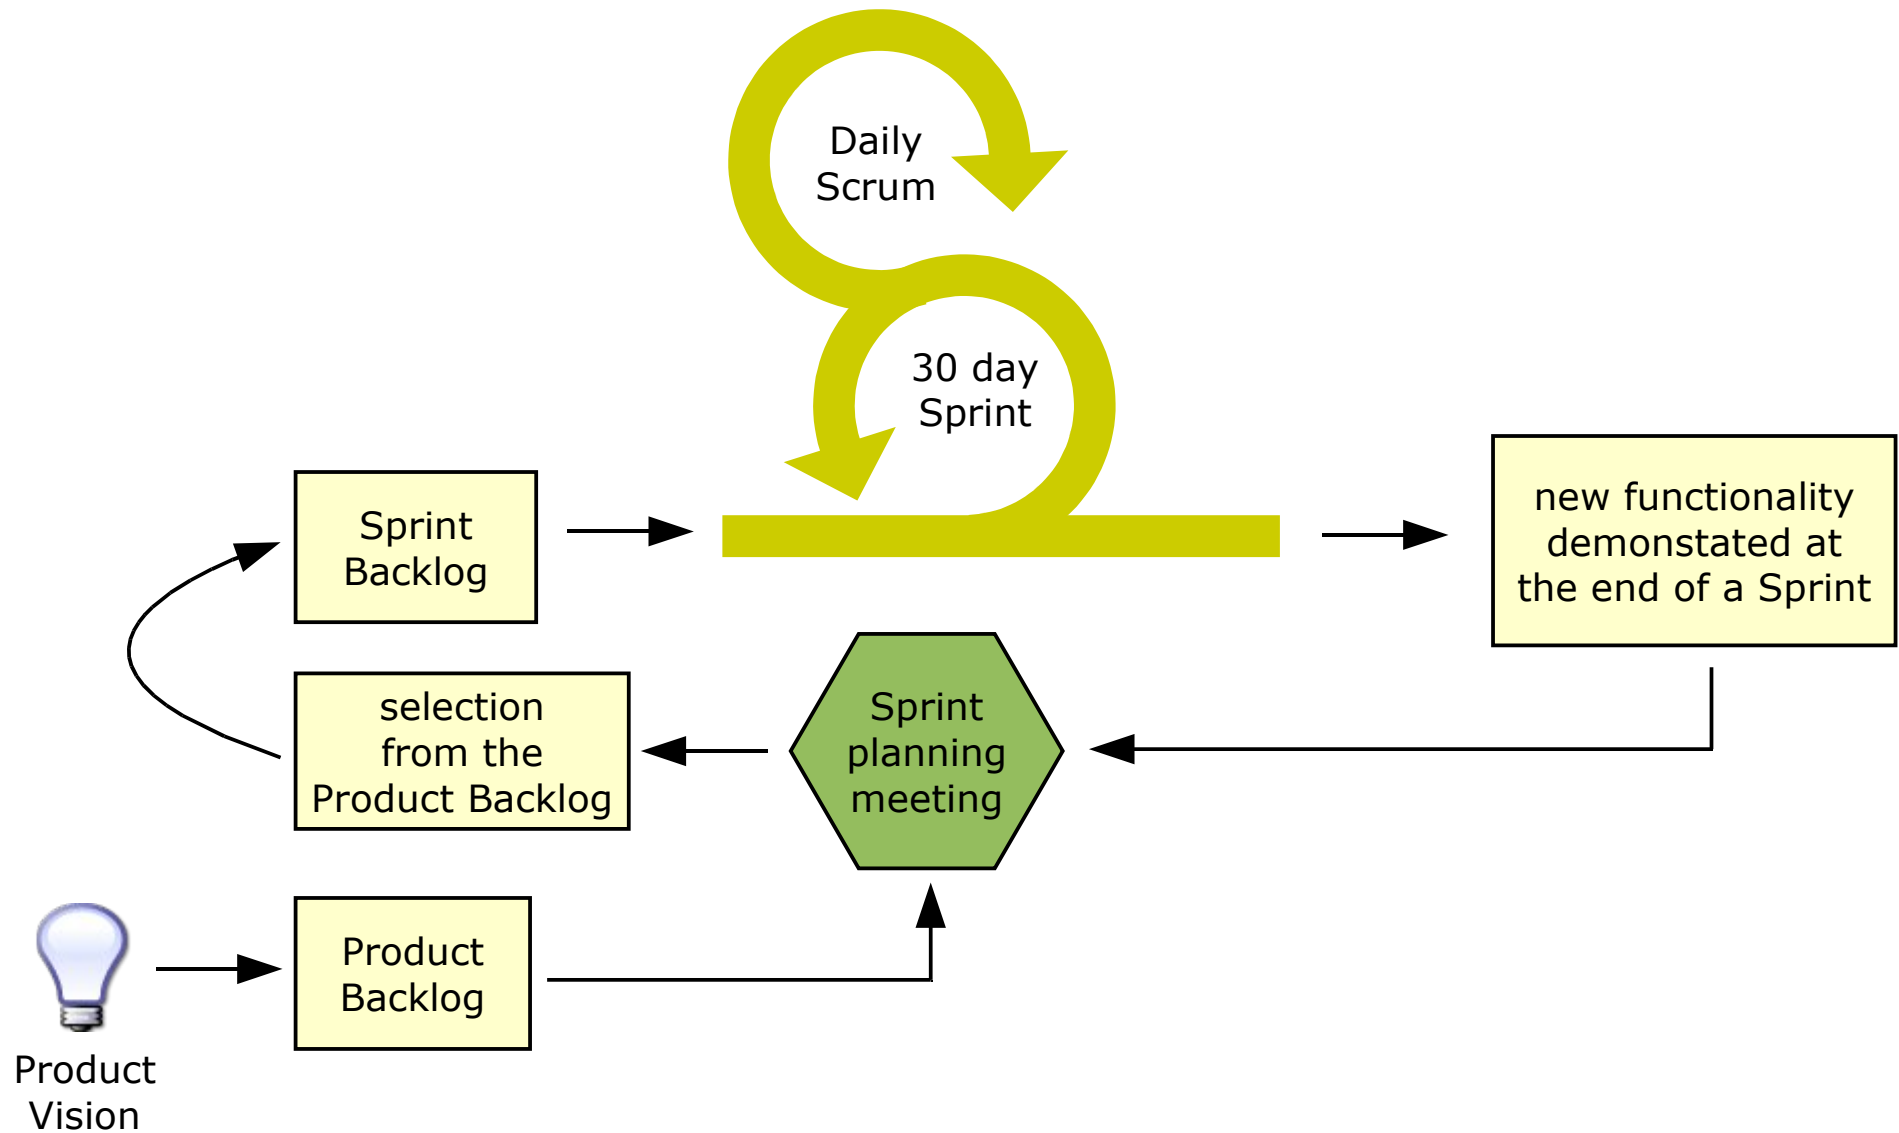 Daily
Scrum
30 day
Sprint
Sprint
Backlog
new functionality
demonstated at
the end of a Sprint
selection
from the
Product Backlog
Sprint
planning
meeting
Product
Backlog
Product
Vision